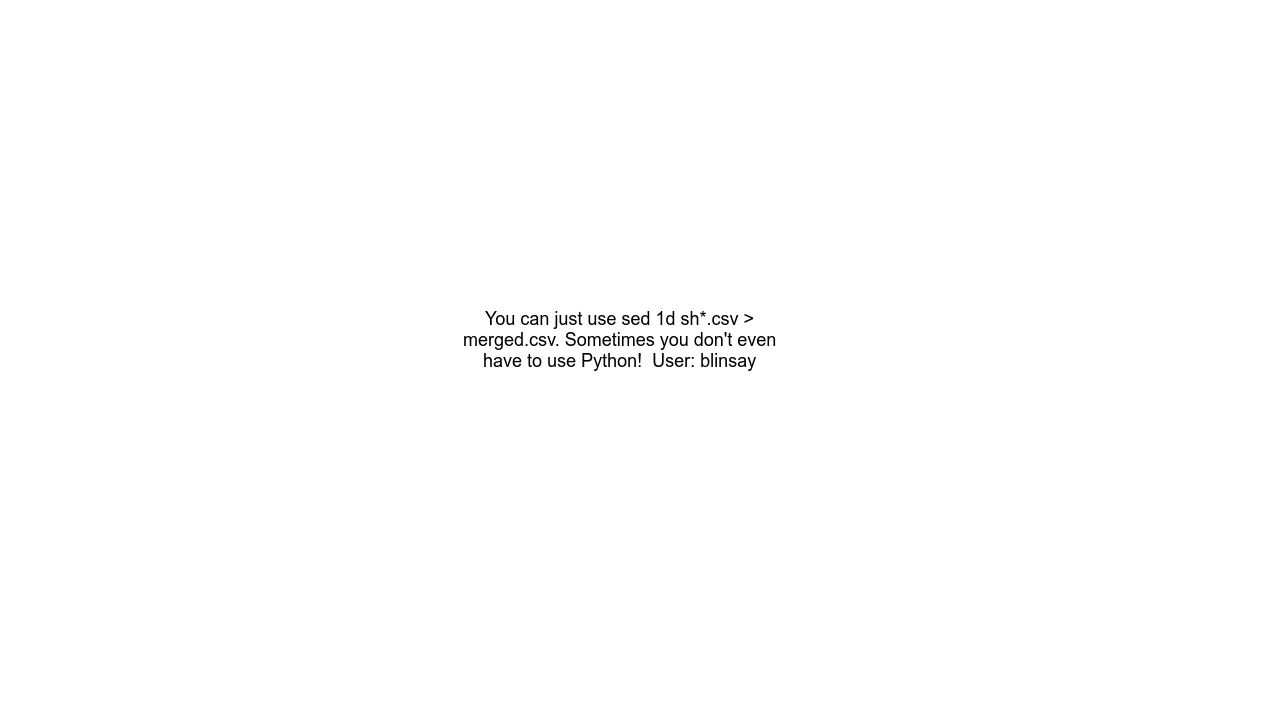 You can just use sed 1d sh*.csv >
merged.csv. Sometimes you don't even
have to use Python!  User: blinsay